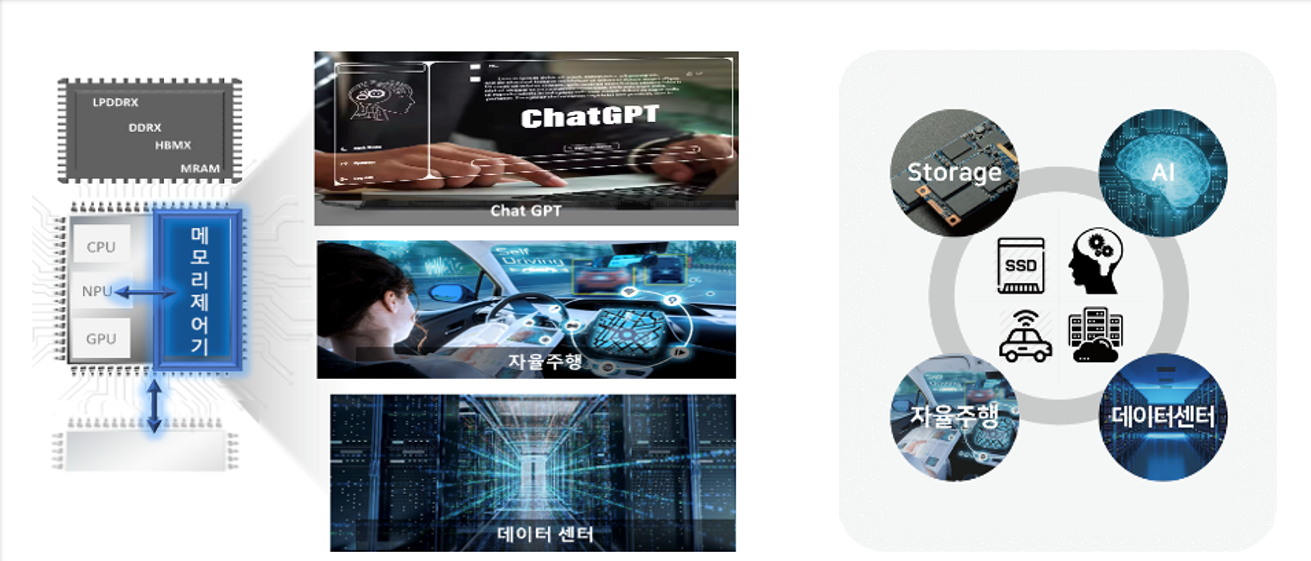 LPDDRX
DDRX
HBMX
MRAM
CPU
NPU
GPU
메모리제어기
ChatGPT
Chat GPT
Self
Driving
자율주행
데이터 센터
Storage
AI
SSD
자율주행
데이터센터